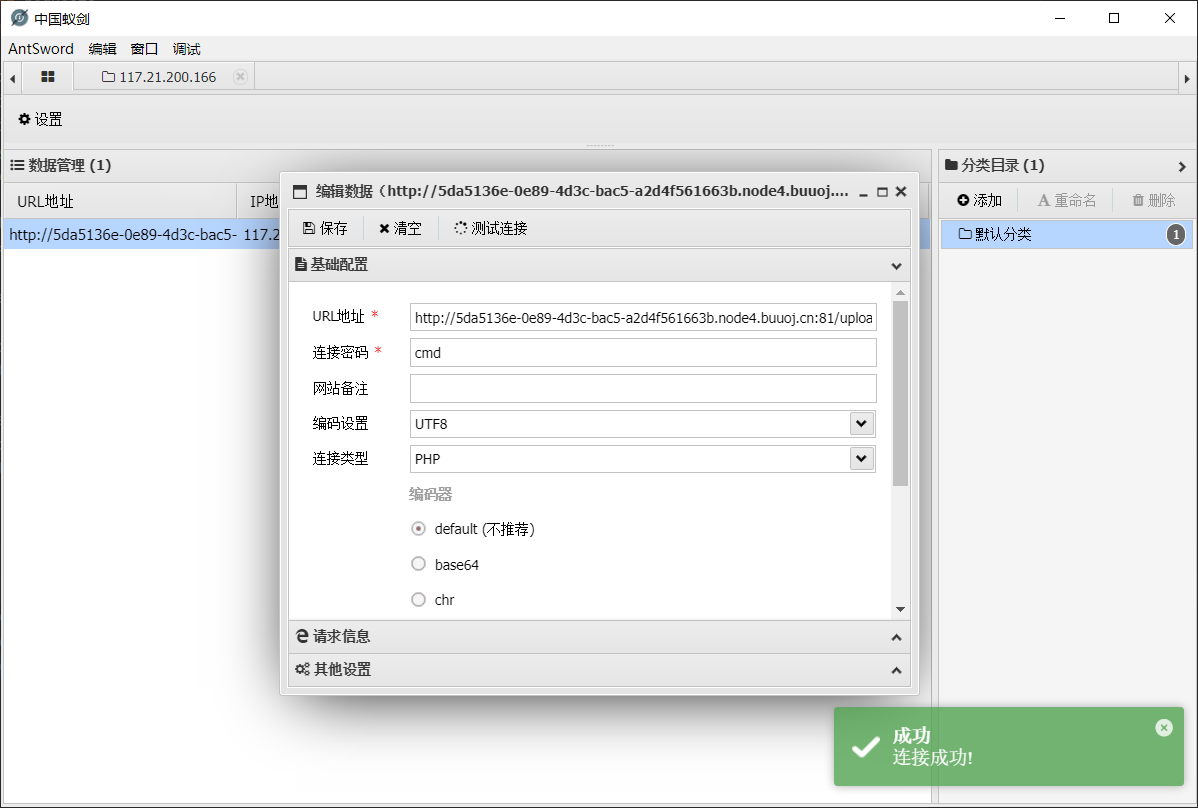 中国蚁剑
AntSword 编辑 窗口 调试
117.21.200.166
设置
数据管理 (1)
URL地址 IP地
http://5da5136e-0e89-4d3c-bac5- 117.2
编辑数据（http://5da5136e-0e89-4d3c-bac5-a2d4f561663b.node4.buuoj....
保存 清空 测试连接
基础配置
URL地址 * http://5da5136e-0e89-4d3c-bac5-a2d4f561663b.node4.buuoj.cn:81/uploa
连接密码 * cmd
网站备注
编码设置 UTF8
连接类型 PHP
编码器
default (不推荐)
base64
chr
请求信息
其他设置
分类目录 (1)
添加 重命名 删除
默认分类 1
成功
连接成功!